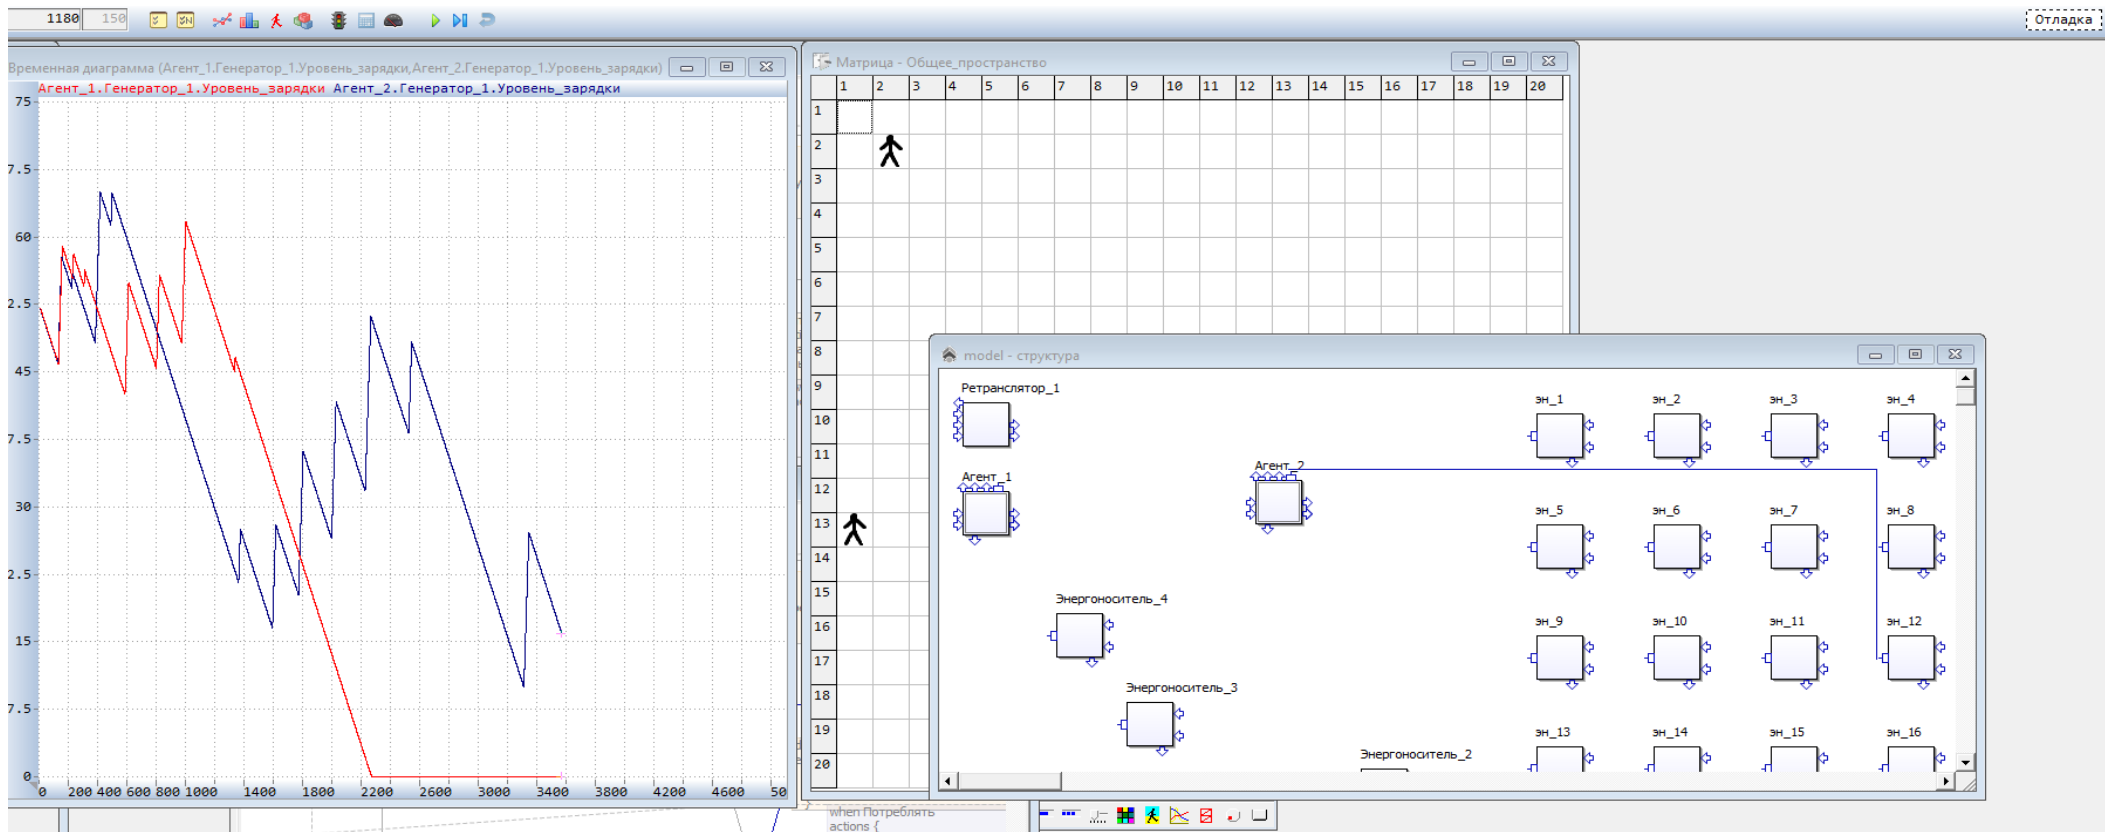 1180 150
Отладка
Временная диаграмма (Агент_1.Генератор_1.Уровень_зарядки,Агент_2.Генератор_1.Уровень_зарядки)
Агент_1.Генератор_1.Уровень_зарядки Агент_2.Генератор_1.Уровень_зарядки
75
7.5
60
2.5
45
7.5
30
2.5
15
7.5
0
0 200 400 600 800 1000 1400 1800 2200 2600 3000 3400 3800 4200 4600 50
Матрица - Общее_пространство
1 2 3 4 5 6 7 8 9 10 11 12 13 14 15 16 17 18 19 20
1
2
3
4
5
6
7
8
9
10
11
12
13
14
15
16
17
18
19
20
model - структура
Ретранслятор_1
эн_1 эн_2 эн_3 эн_4
Агент_1
Агент_2
эн_5 эн_6 эн_7 эн_8
Энергоноситель_4
эн_9 эн_10 эн_11 эн_12
Энергоноситель_3
эн_13 эн_14 эн_15 эн_16
Энергоноситель_2
when Потреблять
actions {